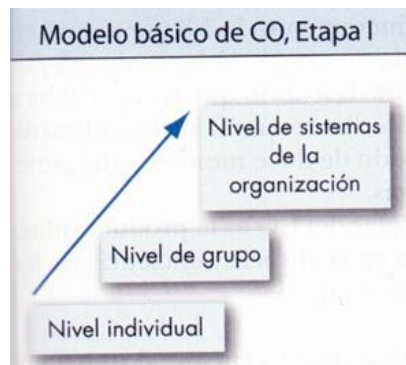 Modelo básico de CO, Etapa I
Nivel de sistemas
de la
organización
Nivel de grupo
Nivel individual